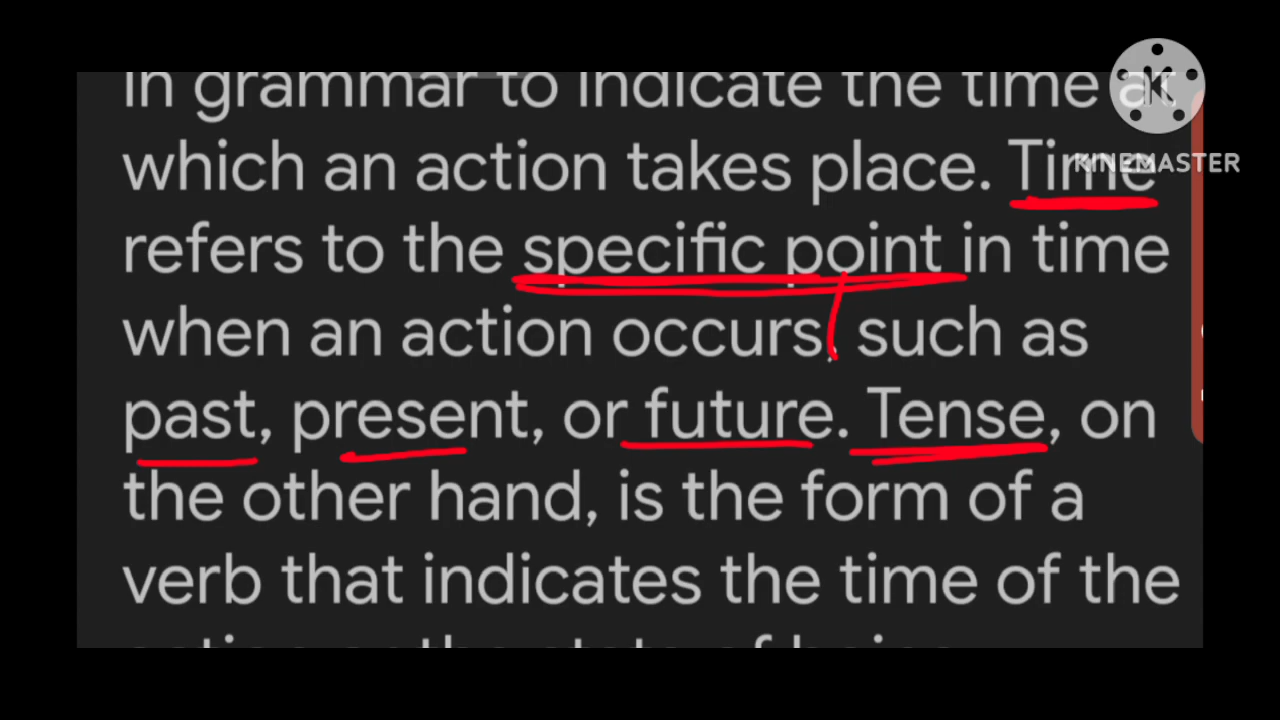 in grammar to indicate the time at
which an action takes place. Time
KINEMASTER
refers to the specific point in time
when an action occurs, such as
past, present, or future. Tense, on
the other hand, is the form of a
verb that indicates the time of the